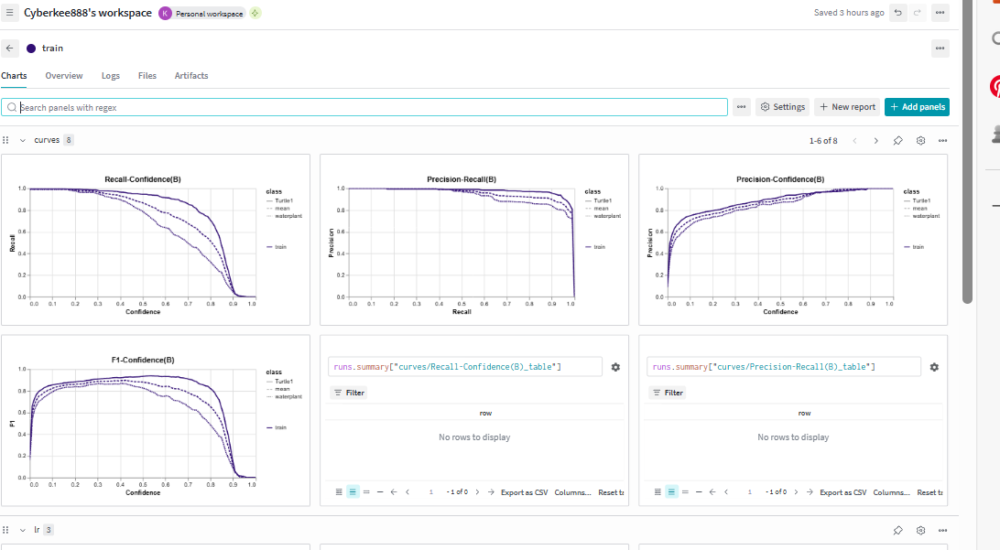 Cyberkee888's workspace K Personal workspace Saved 3 hours ago
train
Charts Overview Logs Files Artifacts
Search panels with regex Settings + New report + Add panels
curves 8 1-6 of 8
Recall-Confidence(B)
1.0
0.8
0.6
0.4
0.2
0.0
Recall
0.0 0.1 0.2 0.3 0.4 0.5 0.6 0.7 0.8 0.9 1.0
Confidence
class
Turtle1
mean
waterplant
train
Precision-Recall(B)
1.0
0.8
0.6
0.4
0.2
0.0
Precision
0.0 0.1 0.2 0.3 0.4 0.5 0.6 0.7 0.8 0.9 1.0
Recall
class
Turtle1
mean
waterplant
train
Precision-Confidence(B)
1.0
0.8
0.6
0.4
0.2
0.0
Precision
0.0 0.1 0.2 0.3 0.4 0.5 0.6 0.7 0.8 0.9 1.0
Confidence
class
Turtle1
mean
waterplant
train
F1-Confidence(B)
1.0
0.8
0.6
0.4
0.2
0.0
F1
0.0 0.1 0.2 0.3 0.4 0.5 0.6 0.7 0.8 0.9 1.0
Confidence
class
Turtle1
mean
waterplant
train
runs.summary["curves/Recall-Confidence(B)_table"]
Filter
row
No rows to display
1 - 1 of 0 Export as CSV Columns... Reset ta
runs.summary["curves/Precision-Recall(B)_table"]
Filter
row
No rows to display
1 - 1 of 0 Export as CSV Columns... Reset ta
lr 3